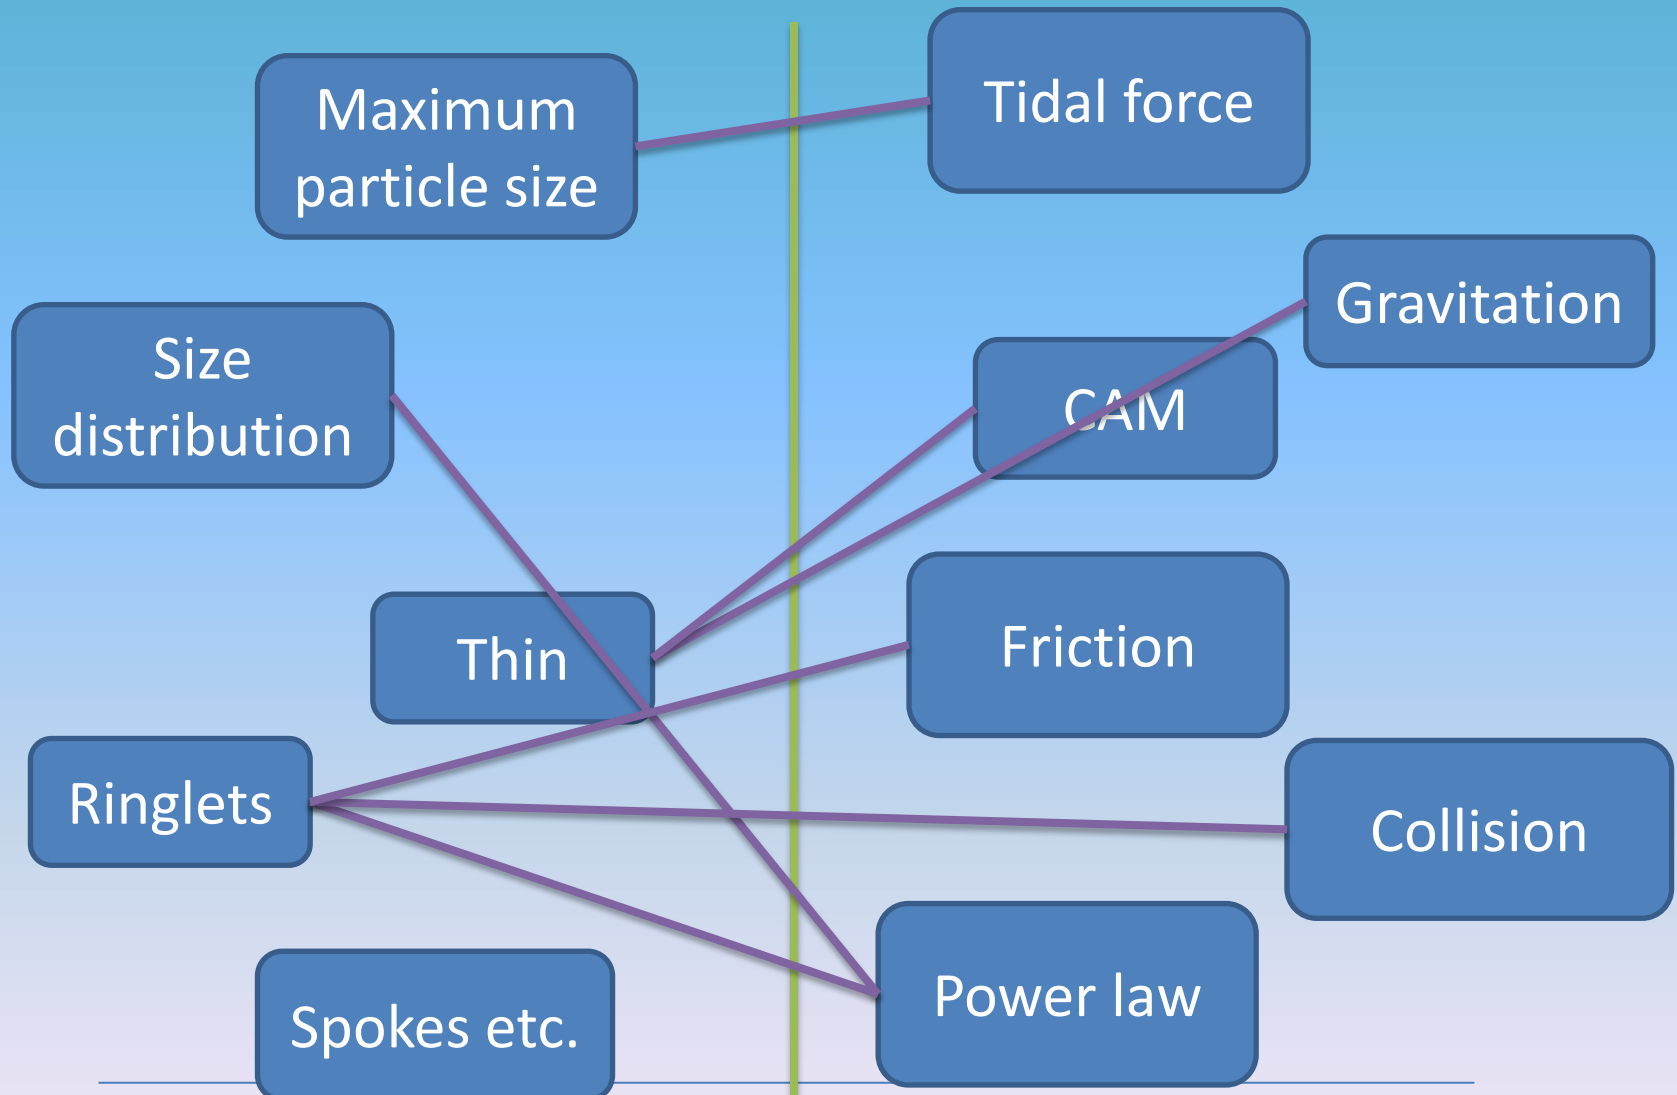 Maximum
particle size
Tidal force
Size
distribution
Gravitation
CAM
Thin
Friction
Ringlets
Collision
Spokes etc.
Power law